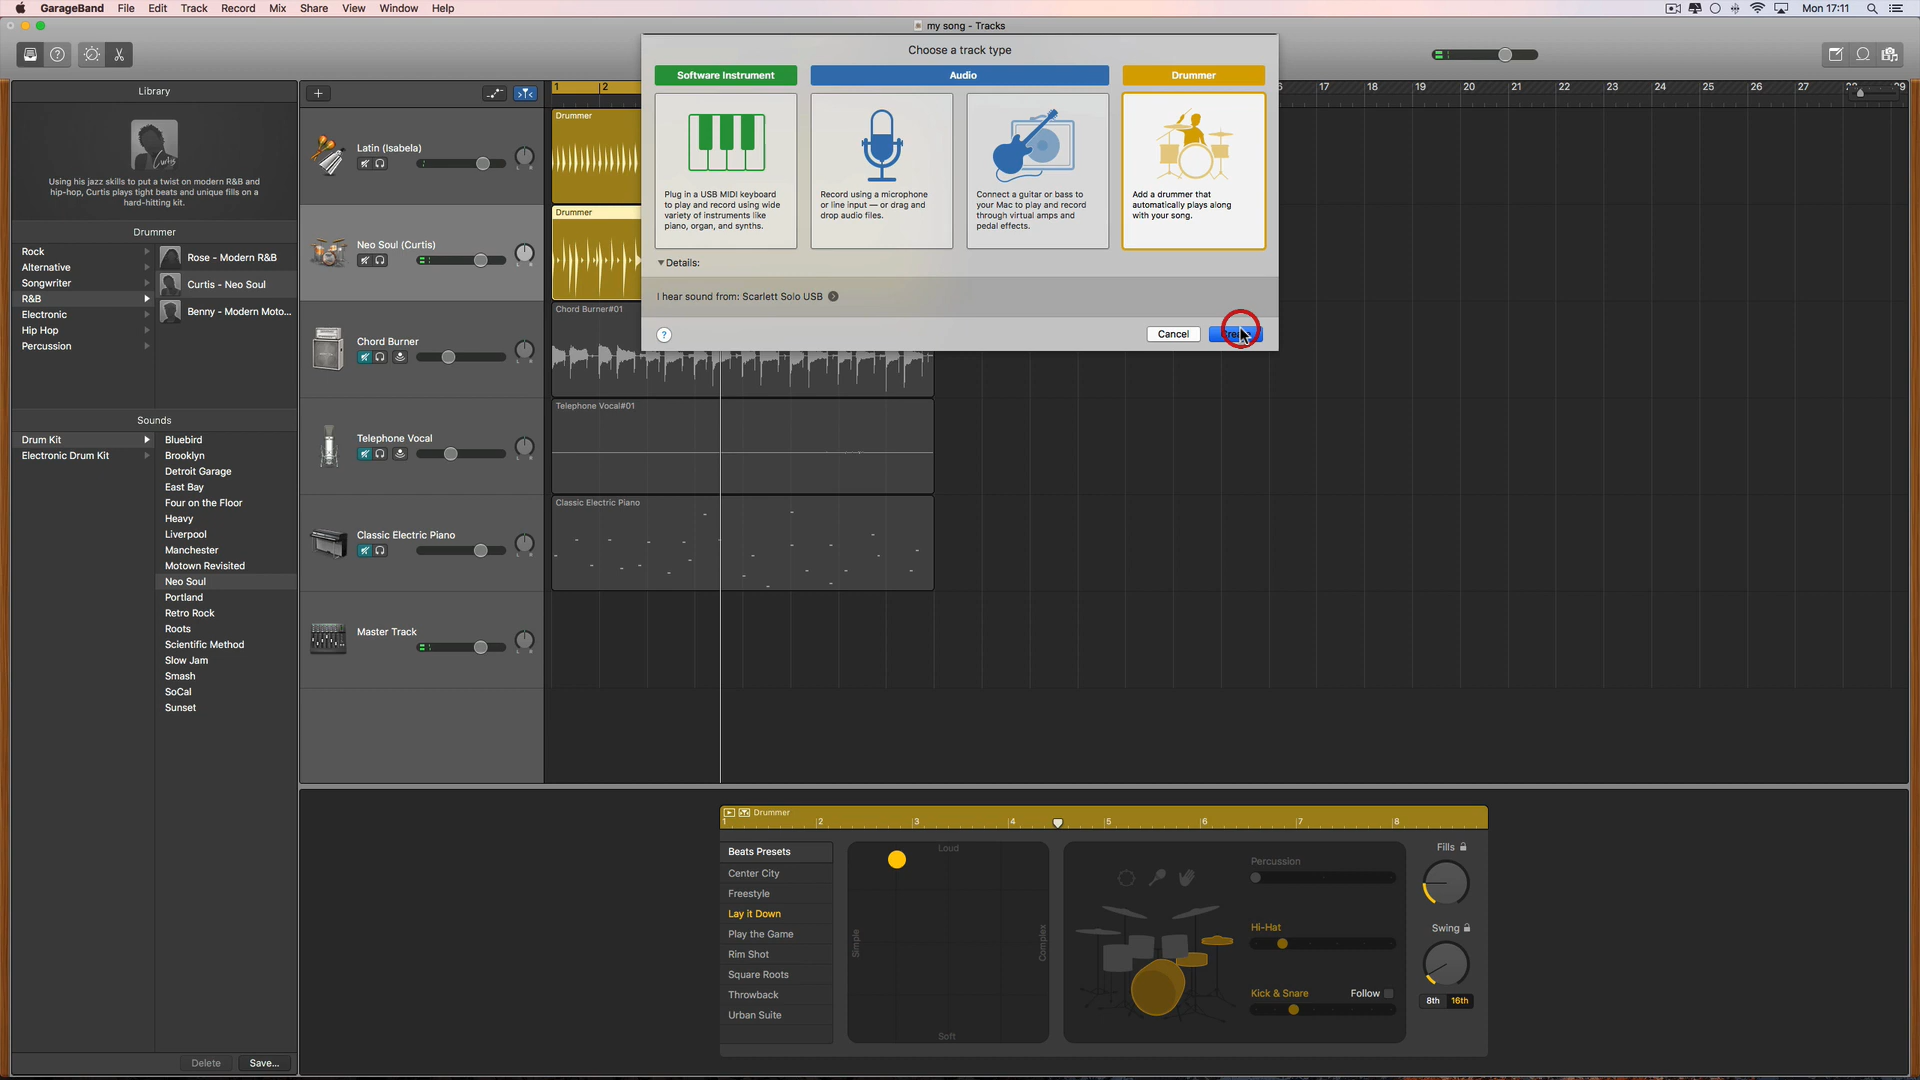 GarageBand File Edit Track Record Mix Share View Window Help
Mon 17:11
my song - Tracks
Choose a track type
Software Instrument
Audio
Drummer
Plug in a USB MIDI keyboard
to play and record using wide
variety of instruments like
piano, organ, and synths.
Record using a microphone
or line input — or drag and
drop audio files.
Connect a guitar or bass to
your Mac to play and record
through virtual amps and
pedal effects.
Add a drummer that
automatically plays along
with your song.
Details:
I hear sound from: Scarlett Solo USB
?
Cancel
Library
Using his jazz skills to put a twist on modern R&B and
hip-hop, Curtis plays tight beats and unique fills on a
hard-hitting kit.
Drummer
Rock
Alternative
Songwriter
R&B
Electronic
Hip Hop
Percussion
Rose - Modern R&B
Curtis - Neo Soul
Benny - Modern Moto...
Sounds
Drum Kit
Electronic Drum Kit
Bluebird
Brooklyn
Detroit Garage
East Bay
Four on the Floor
Heavy
Liverpool
Manchester
Motown Revisited
Neo Soul
Portland
Retro Rock
Roots
Scientific Method
Slow Jam
Smash
SoCal
Sunset
Delete
Save...
Latin (Isabela)
Neo Soul (Curtis)
Chord Burner
Telephone Vocal
Classic Electric Piano
Master Track
1 2
17 18 19 20 21 22 23 24 25 26 27
Drummer
Drummer
Chord Burner#01
Telephone Vocal#01
Classic Electric Piano
Drummer
1 2 3 4 5 6 7 8
Beats Presets
Center City
Freestyle
Lay it Down
Play the Game
Rim Shot
Square Roots
Throwback
Urban Suite
Loud
Simple
Complex
Soft
Percussion
Hi-Hat
Kick & Snare
Follow
Fills
Swing
8th 16th